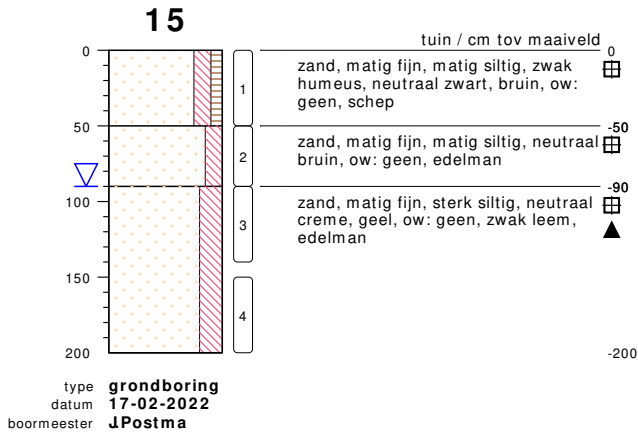 15
tuin / cm tov maaiveld
0
0
zand, matig fijn, matig siltig, zwak
humeus, neutraal zwart, bruin, ow:
geen, schep
1
50
-50
zand, matig fijn, matig siltig, neutraal
bruin, ow: geen, edelman
2
-90
100
zand, matig fijn, sterk siltig, neutraal
creme, geel, ow: geen, zwak leem,
edelman
3
150
4
200
-200
type grondboring
datum 17-02-2022
boormeester J.Postma